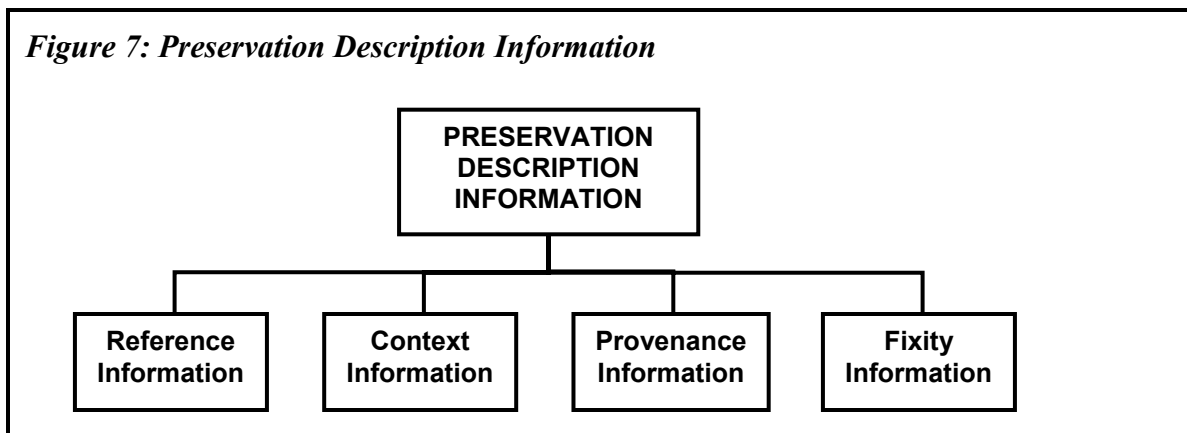 Figure 7: Preservation Description Information
PRESERVATION
DESCRIPTION
INFORMATION
Reference
Information
Context
Information
Provenance
Information
Fixity
Information